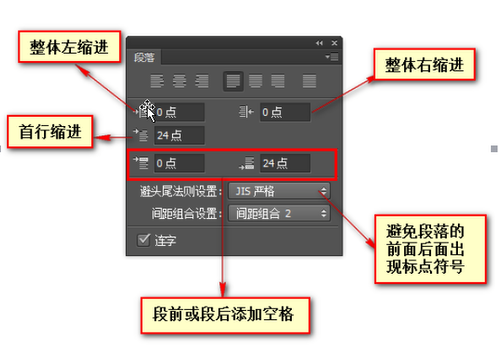 整体左缩进
段落
整体右缩进
0 点
0 点
首行缩进
24 点
0 点
24 点
避头尾法则设置:
JIS 严格
间距组合设置:
间距组合 2
连字
避免段落的
前面后面出
现标点符号
段前或段后添加空格